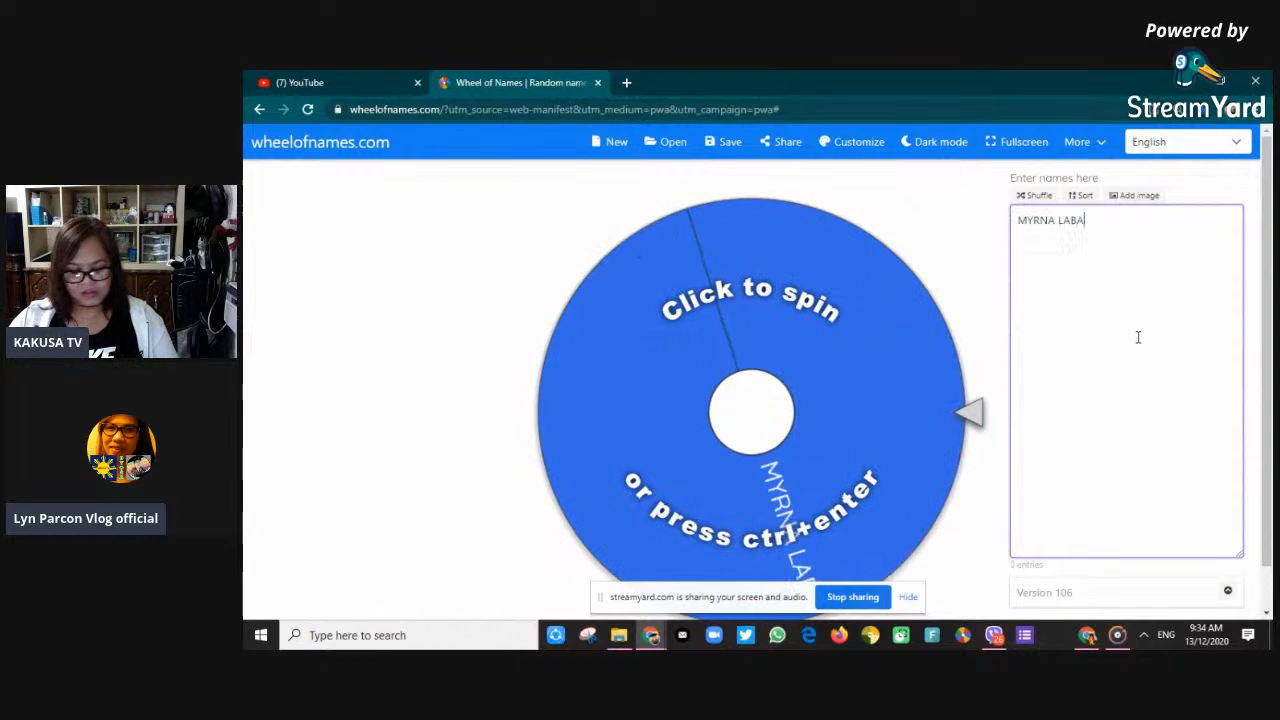 Powered by
StreamYard
(7) YouTube
Wheel of Names | Random name
wheelofnames.com/?utm_source=web-manifest&utm_medium=pwa&utm_campaign=pwa#
wheelofnames.com
New
Open
Save
Share
Customize
Dark mode
Fullscreen
More
English
Enter names here
Shuffle
Sort
Add image
MYRNA LABA
Click to spin
or press ctrl+enter
MYRNA
KAKUSA TV
Lyn Parcon Vlog official
entries
Version 106
streamyard.com is sharing your screen and audio.
Stop sharing
Hide
Type here to search
ENG
9:34 AM
13/12/2020